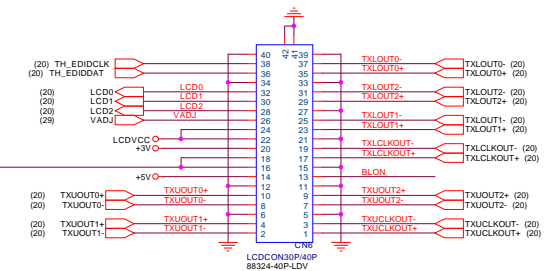 42 41
40 39
(20) TH_EDIDCLK 38 37 TXLOUT0- TXLOUT0- (20)
(20) TH_EDIDDAT 36 35 TXLOUT0+ TXLOUT0+ (20)
34 33
(20) LCD0 LCD0 32 31 TXLOUT2- TXLOUT2- (20)
(20) LCD1 LCD1 30 29 TXLOUT2+ TXLOUT2+ (20)
(20) LCD2 LCD2 28 27
(29) VADJ VADJ 26 25 TXLOUT1- TXLOUT1- (20)
24 23 TXLOUT1+ TXLOUT1+ (20)
LCDVCC 22 21
+3V 20 19 TXLCLKOUT- TXLCLKOUT- (20)
18 17 TXLCLKOUT+ TXLCLKOUT+ (20)
16 15
+5V 14 13 BLON
12 11
(20) TXUOUT0+ TXUOUT0+ 10 9 TXUOUT2+ TXUOUT2+ (20)
(20) TXUOUT0- TXUOUT0- 8 7 TXUOUT2- TXUOUT2- (20)
6 5
(20) TXUOUT1+ TXUOUT1+ 4 3 TXUCLKOUT- TXUCLKOUT- (20)
(20) TXUOUT1- TXUOUT1- 2 1 TXUCLKOUT+ TXUCLKOUT+ (20)
CN6
LCDCON30P/40P
88324-40P-LDV